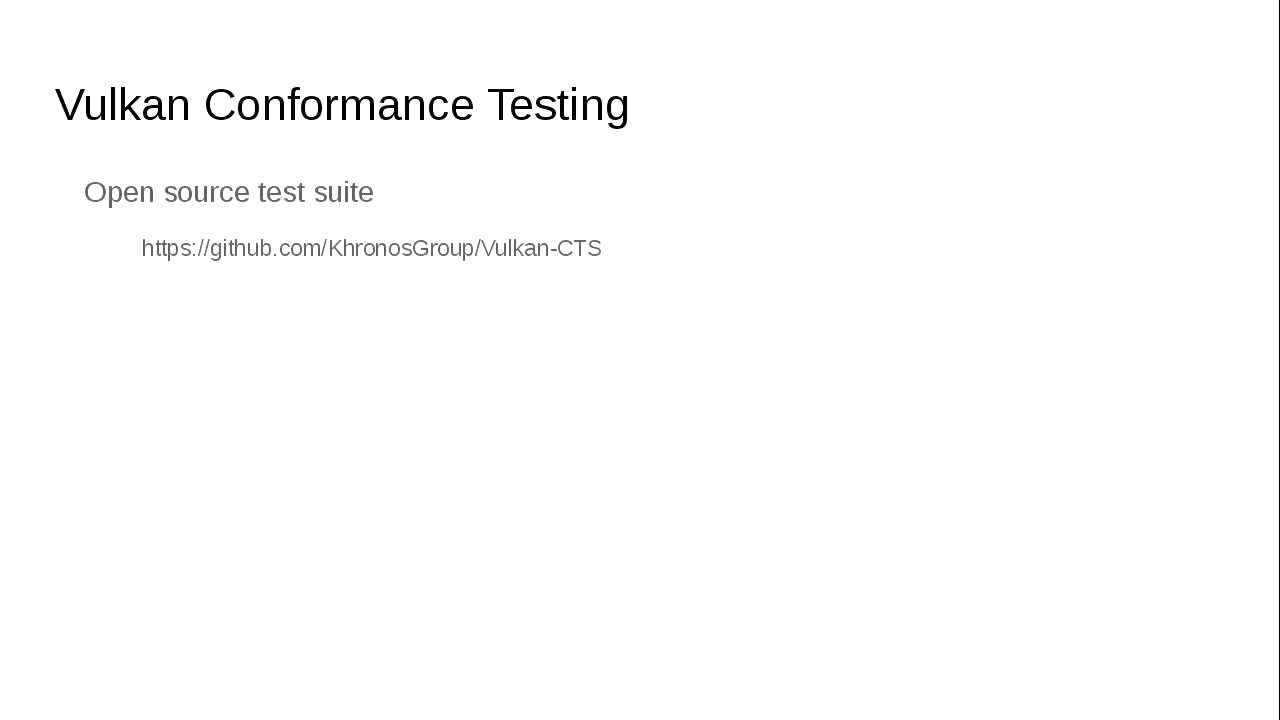 Vulkan Conformance Testing
Open source test suite
https://github.com/KhronosGroup/Vulkan-CTS